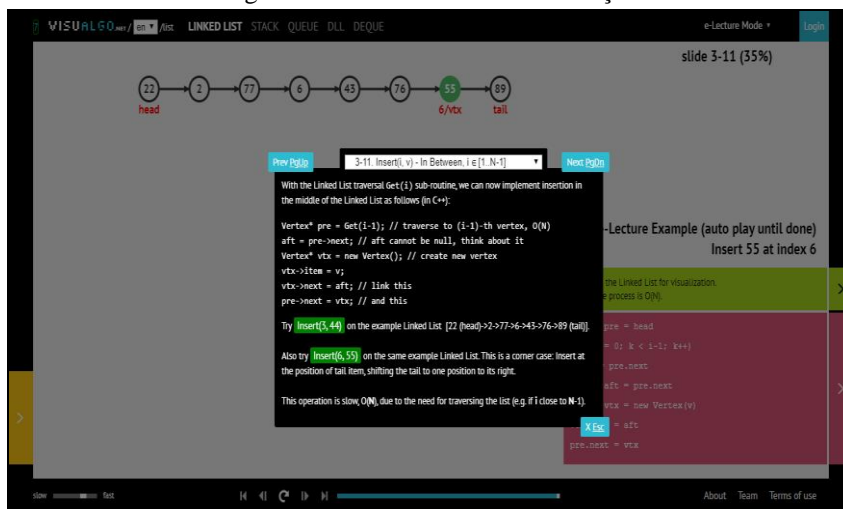 7 VISUALGO.NET / en /list LINKED LIST STACK QUEUE DLL DEQUE e-Lecture Mode Login
slide 3-11 (35%)
22 2 77 6 43 76 55 89
head 6/vtx tail
Prev PgUp 3-11. Insert(i, v) - In Between, i ∈ [1..N-1] Next PgDn
With the Linked List traversal Get(i) sub-routine, we can now implement insertion in
the middle of the Linked List as follows (in C++):
Vertex* pre = Get(i-1); // traverse to (i-1)-th vertex, O(N)
aft = pre->next; // aft cannot be null, think about it
Vertex* vtx = new Vertex(); // create new vertex
vtx->item = v;
vtx->next = aft; // link this
pre->next = vtx; // and this
Try Insert(3, 44) on the example Linked List [22 (head)->2->77->6->43->76->89 (tail)].
Also try Insert(6, 55) on the same example Linked List. This is a corner case: Insert at
the position of tail item, shifting the tail to one position to its right.
This operation is slow, O(N), due to the need for traversing the list (e.g. if i close to N-1).
X Esc
-Lecture Example (auto play until done)
Insert 55 at index 6
the Linked List for visualization.
process is O(N).
pre = head
= 0; k < i-1; k++)
pre.next
aft = pre.next
vtx = new Vertex(v)
= aft
pre.next = vtx
slow fast About Team Terms of use